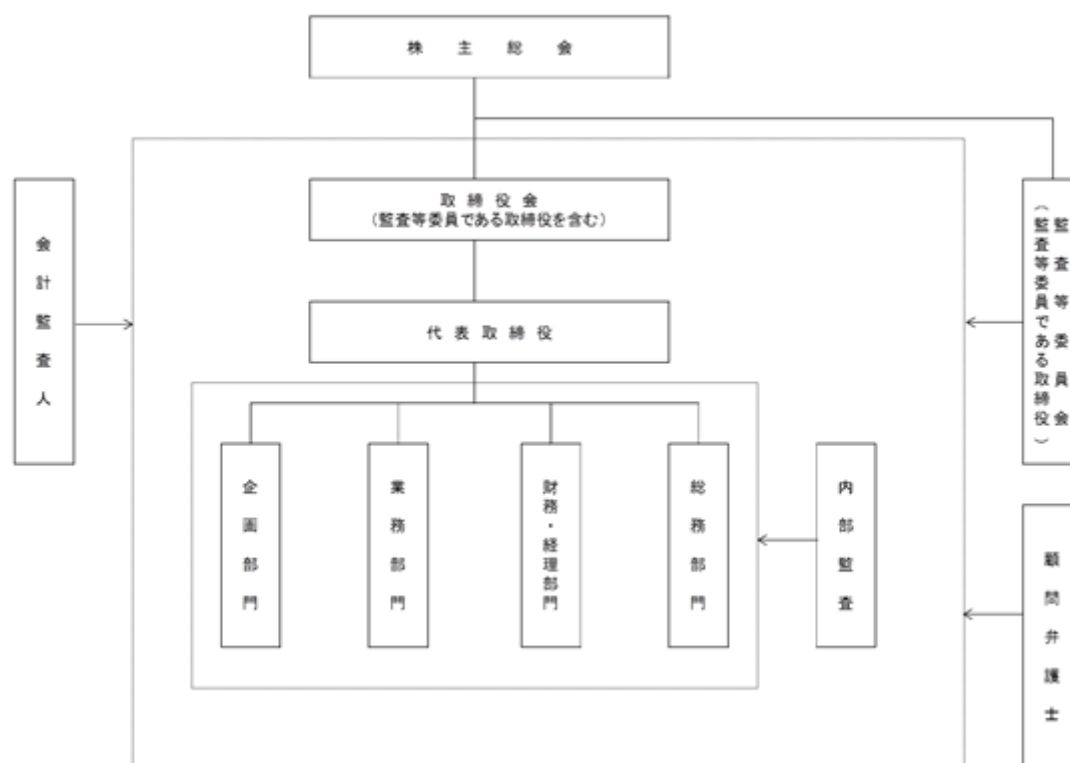 株主総会
取締役会
(監査等委員である取締役を含む)
代表取締役
会計監査人
監査等委員会
(監査等委員である取締役)
企画部門
業務部門
財務・経理部門
総務部門
内部監査
顧問弁護士